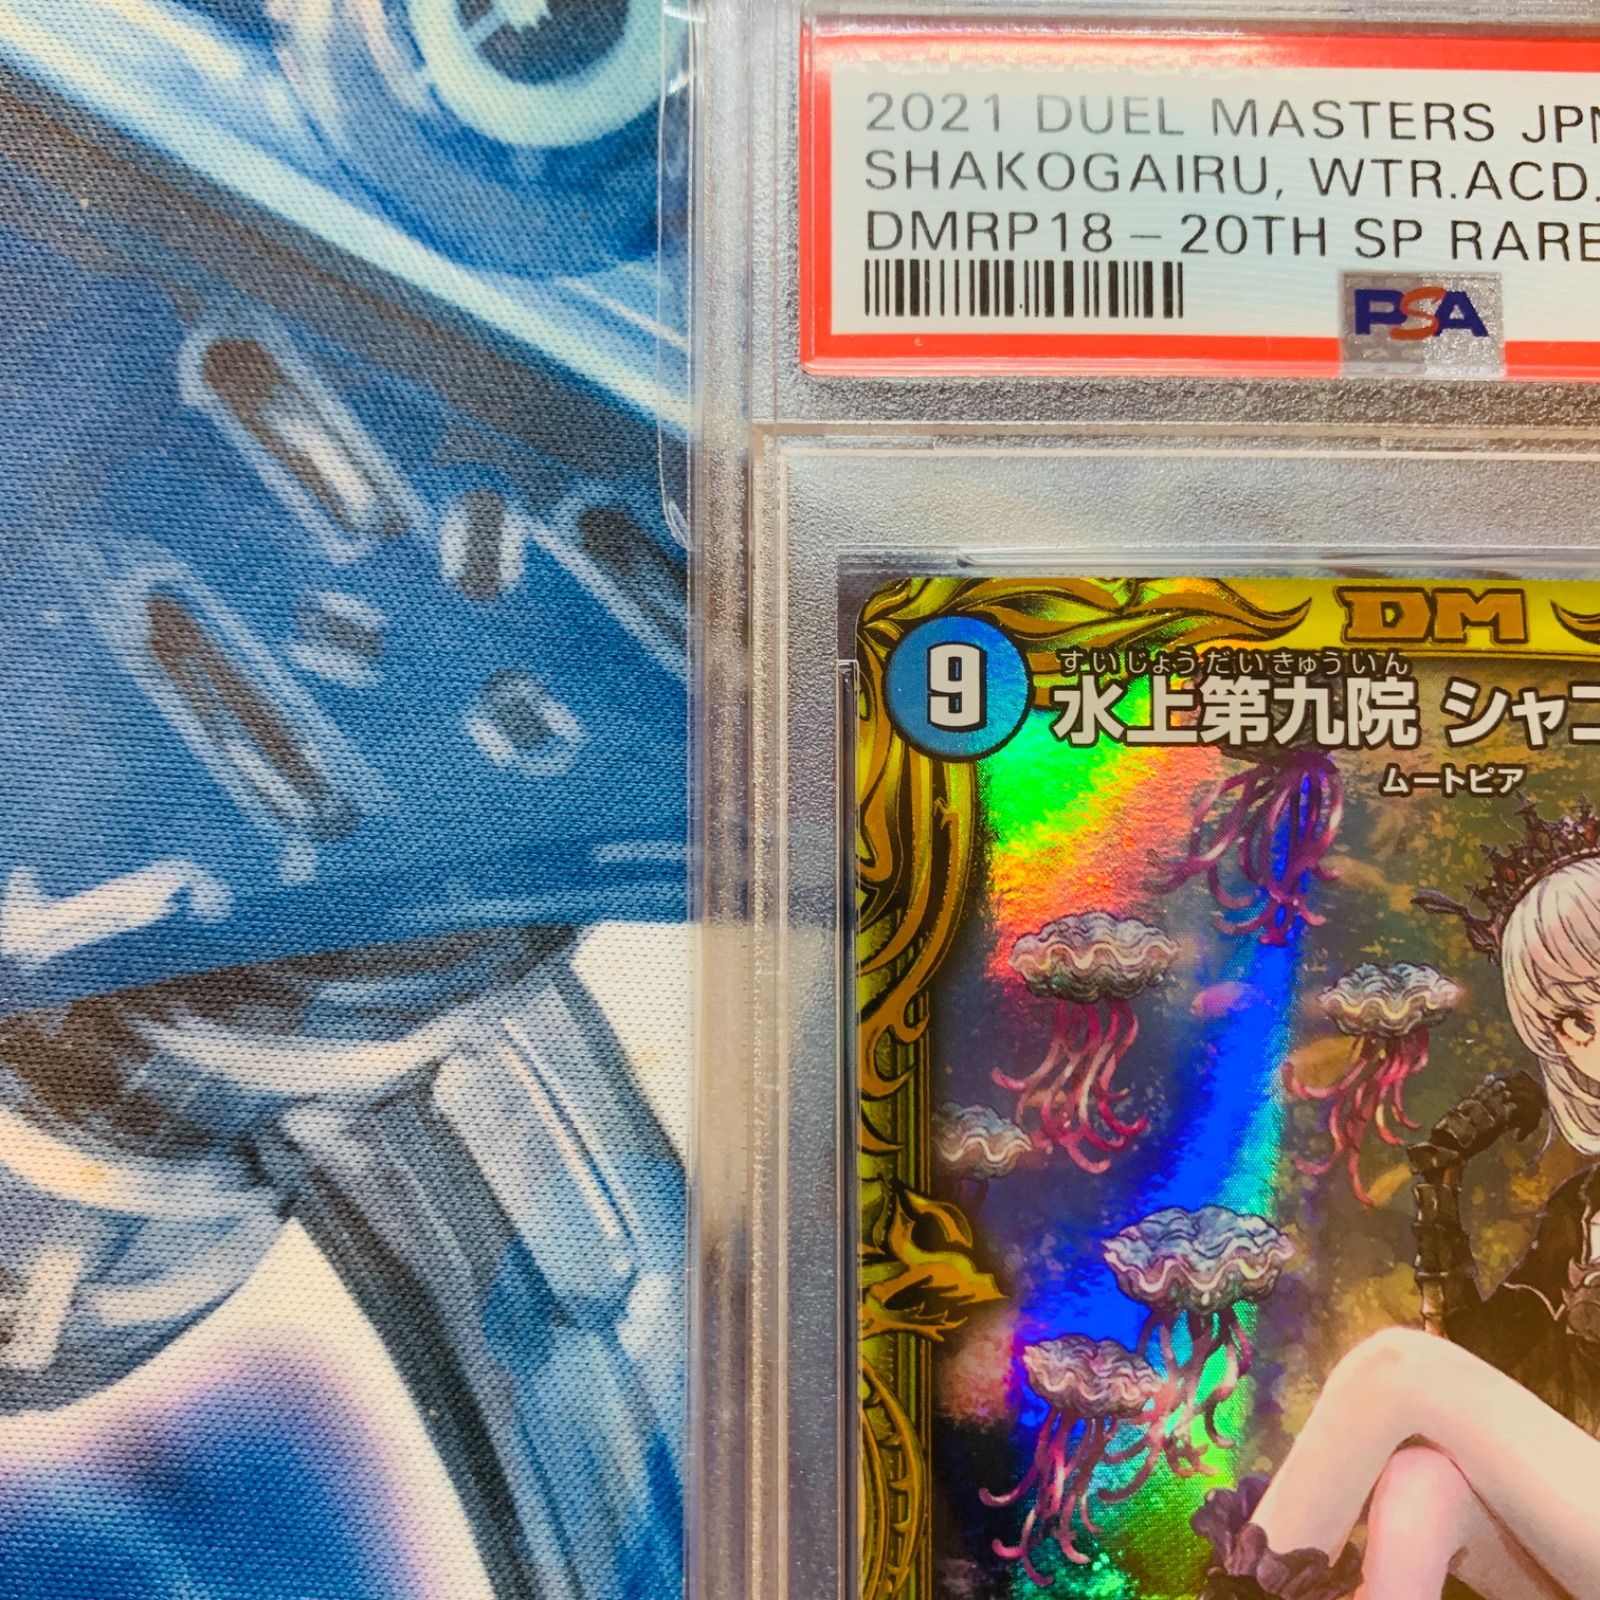 2021 DUEL MASTERS JPN
SHAKOGAIRU, WTR.ACD.
DMRP18 - 20TH SP RARE
PSA
DM
9
すいじょうだいきゅういん
水上第九院 シャコ
ムートピア